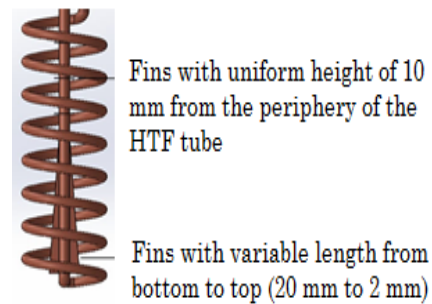 Fins with uniform height of 10
mm from the periphery of the
HTF tube
Fins with variable length from
bottom to top (20 mm to 2 mm)